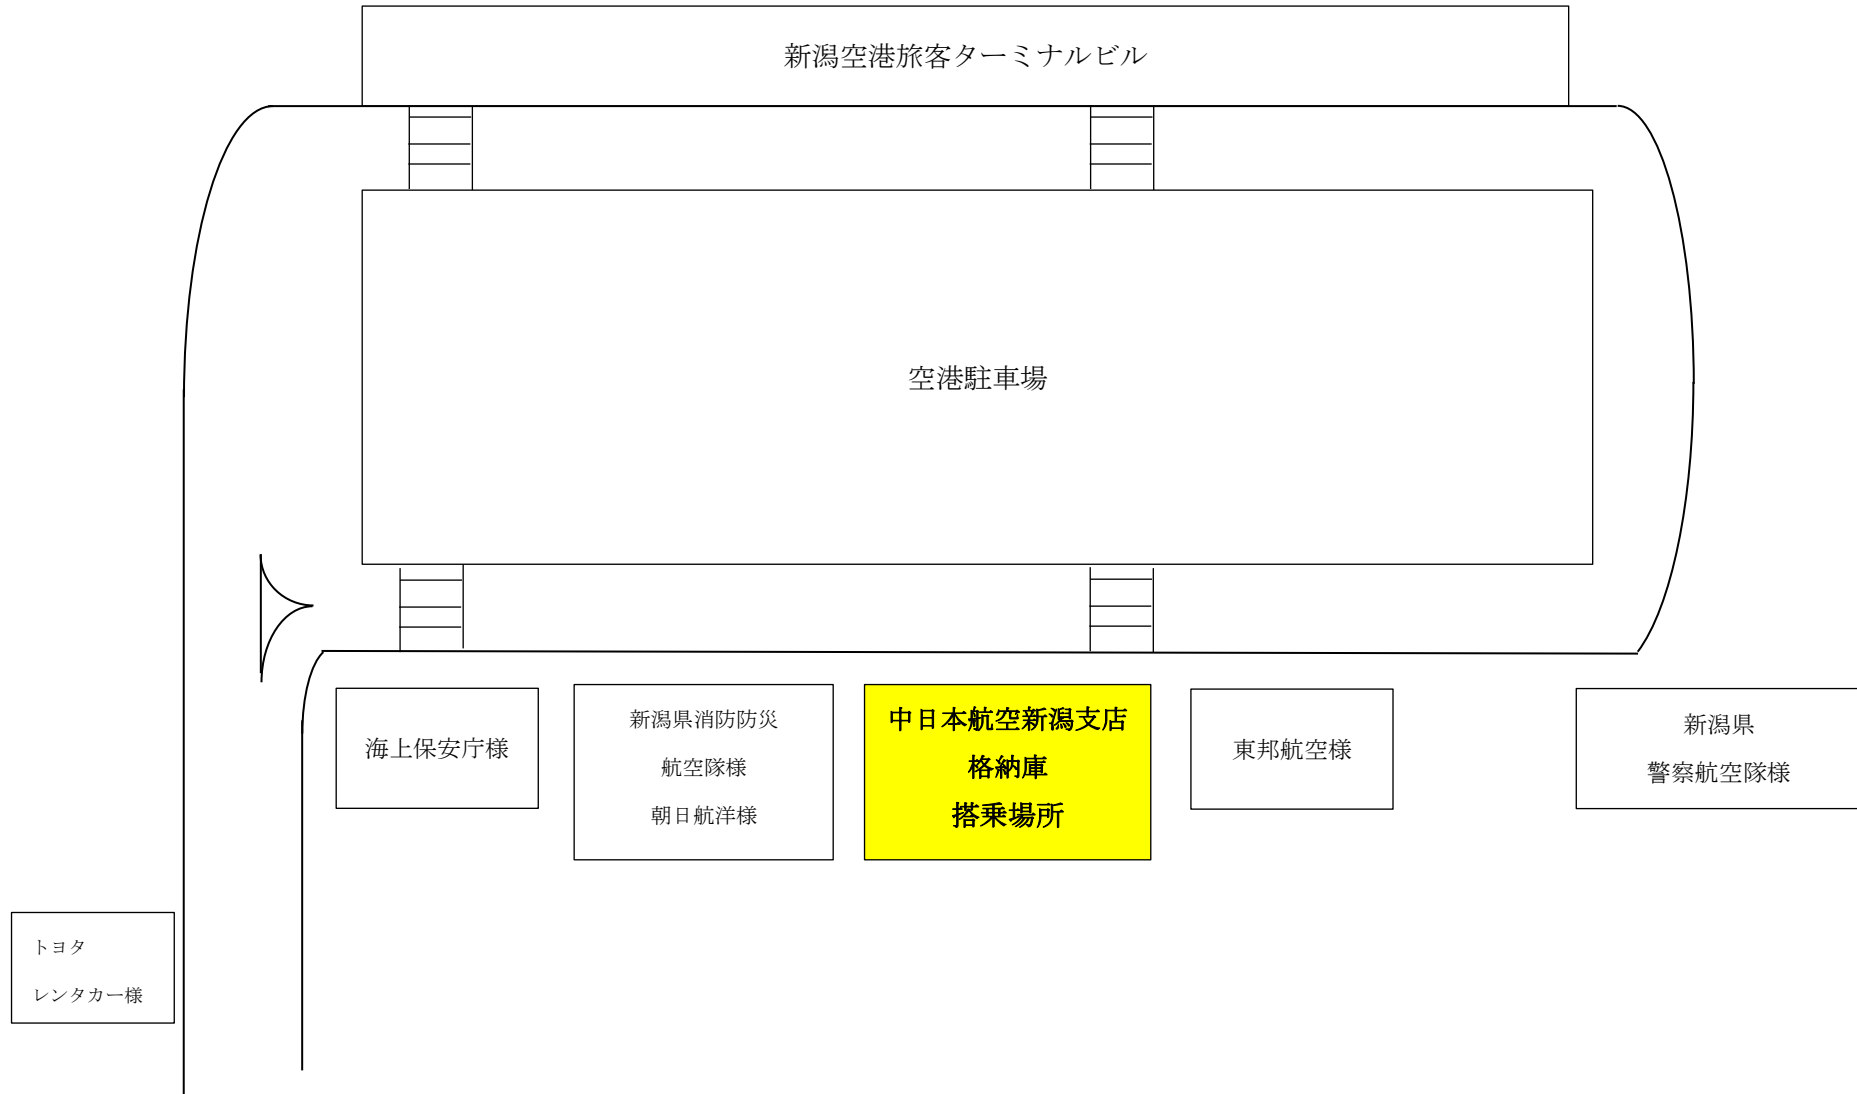 新潟空港旅客ターミナルビル
空港駐車場
海上保安庁様
新潟県消防防災
航空隊様
朝日航洋様
中日本航空新潟支店
格納庫
搭乗場所
東邦航空様
新潟県
警察航空隊様
トヨタ
レンタカー様